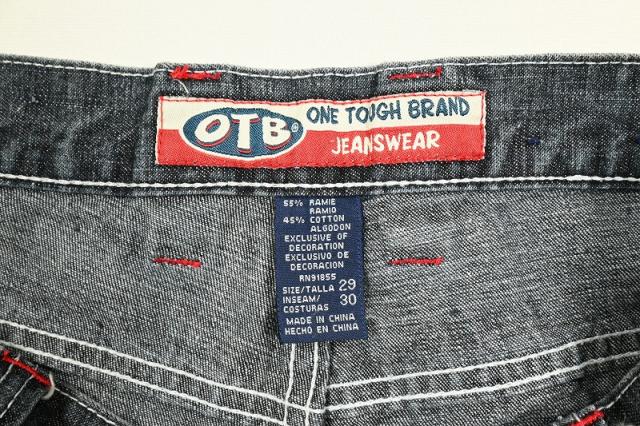 OTB® ONE TOUGH BRAND
JEANSWEAR
55% RAMIE
RAMIO
45% COTTON
ALGODON
EXCLUSIVE OF
DECORATION
EXCLUSIVO DE
DECORACION
RN91855
SIZE/TALLA 29
INSEAM/
COSTURAS 30
MADE IN CHINA
HECHO EN CHINA